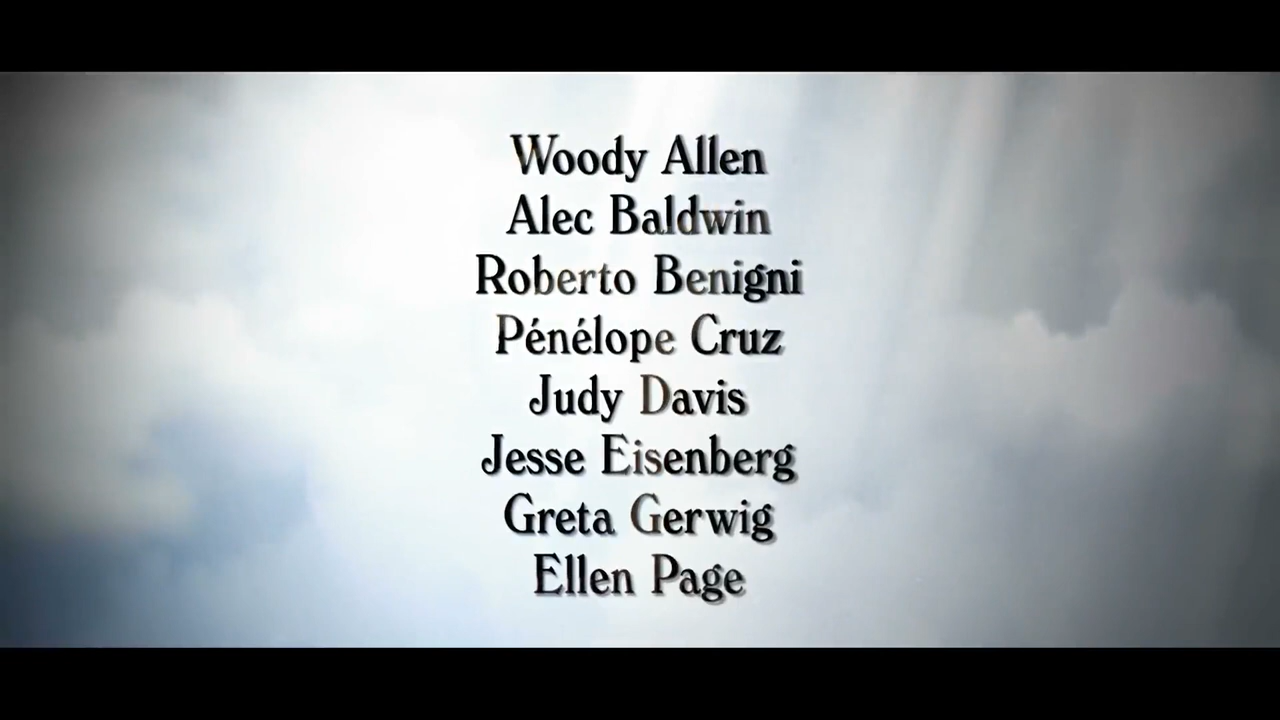 Woody Allen
Alec Baldwin
Roberto Benigni
Pénélope Cruz
Judy Davis
Jesse Eisenberg
Greta Gerwig
Ellen Page